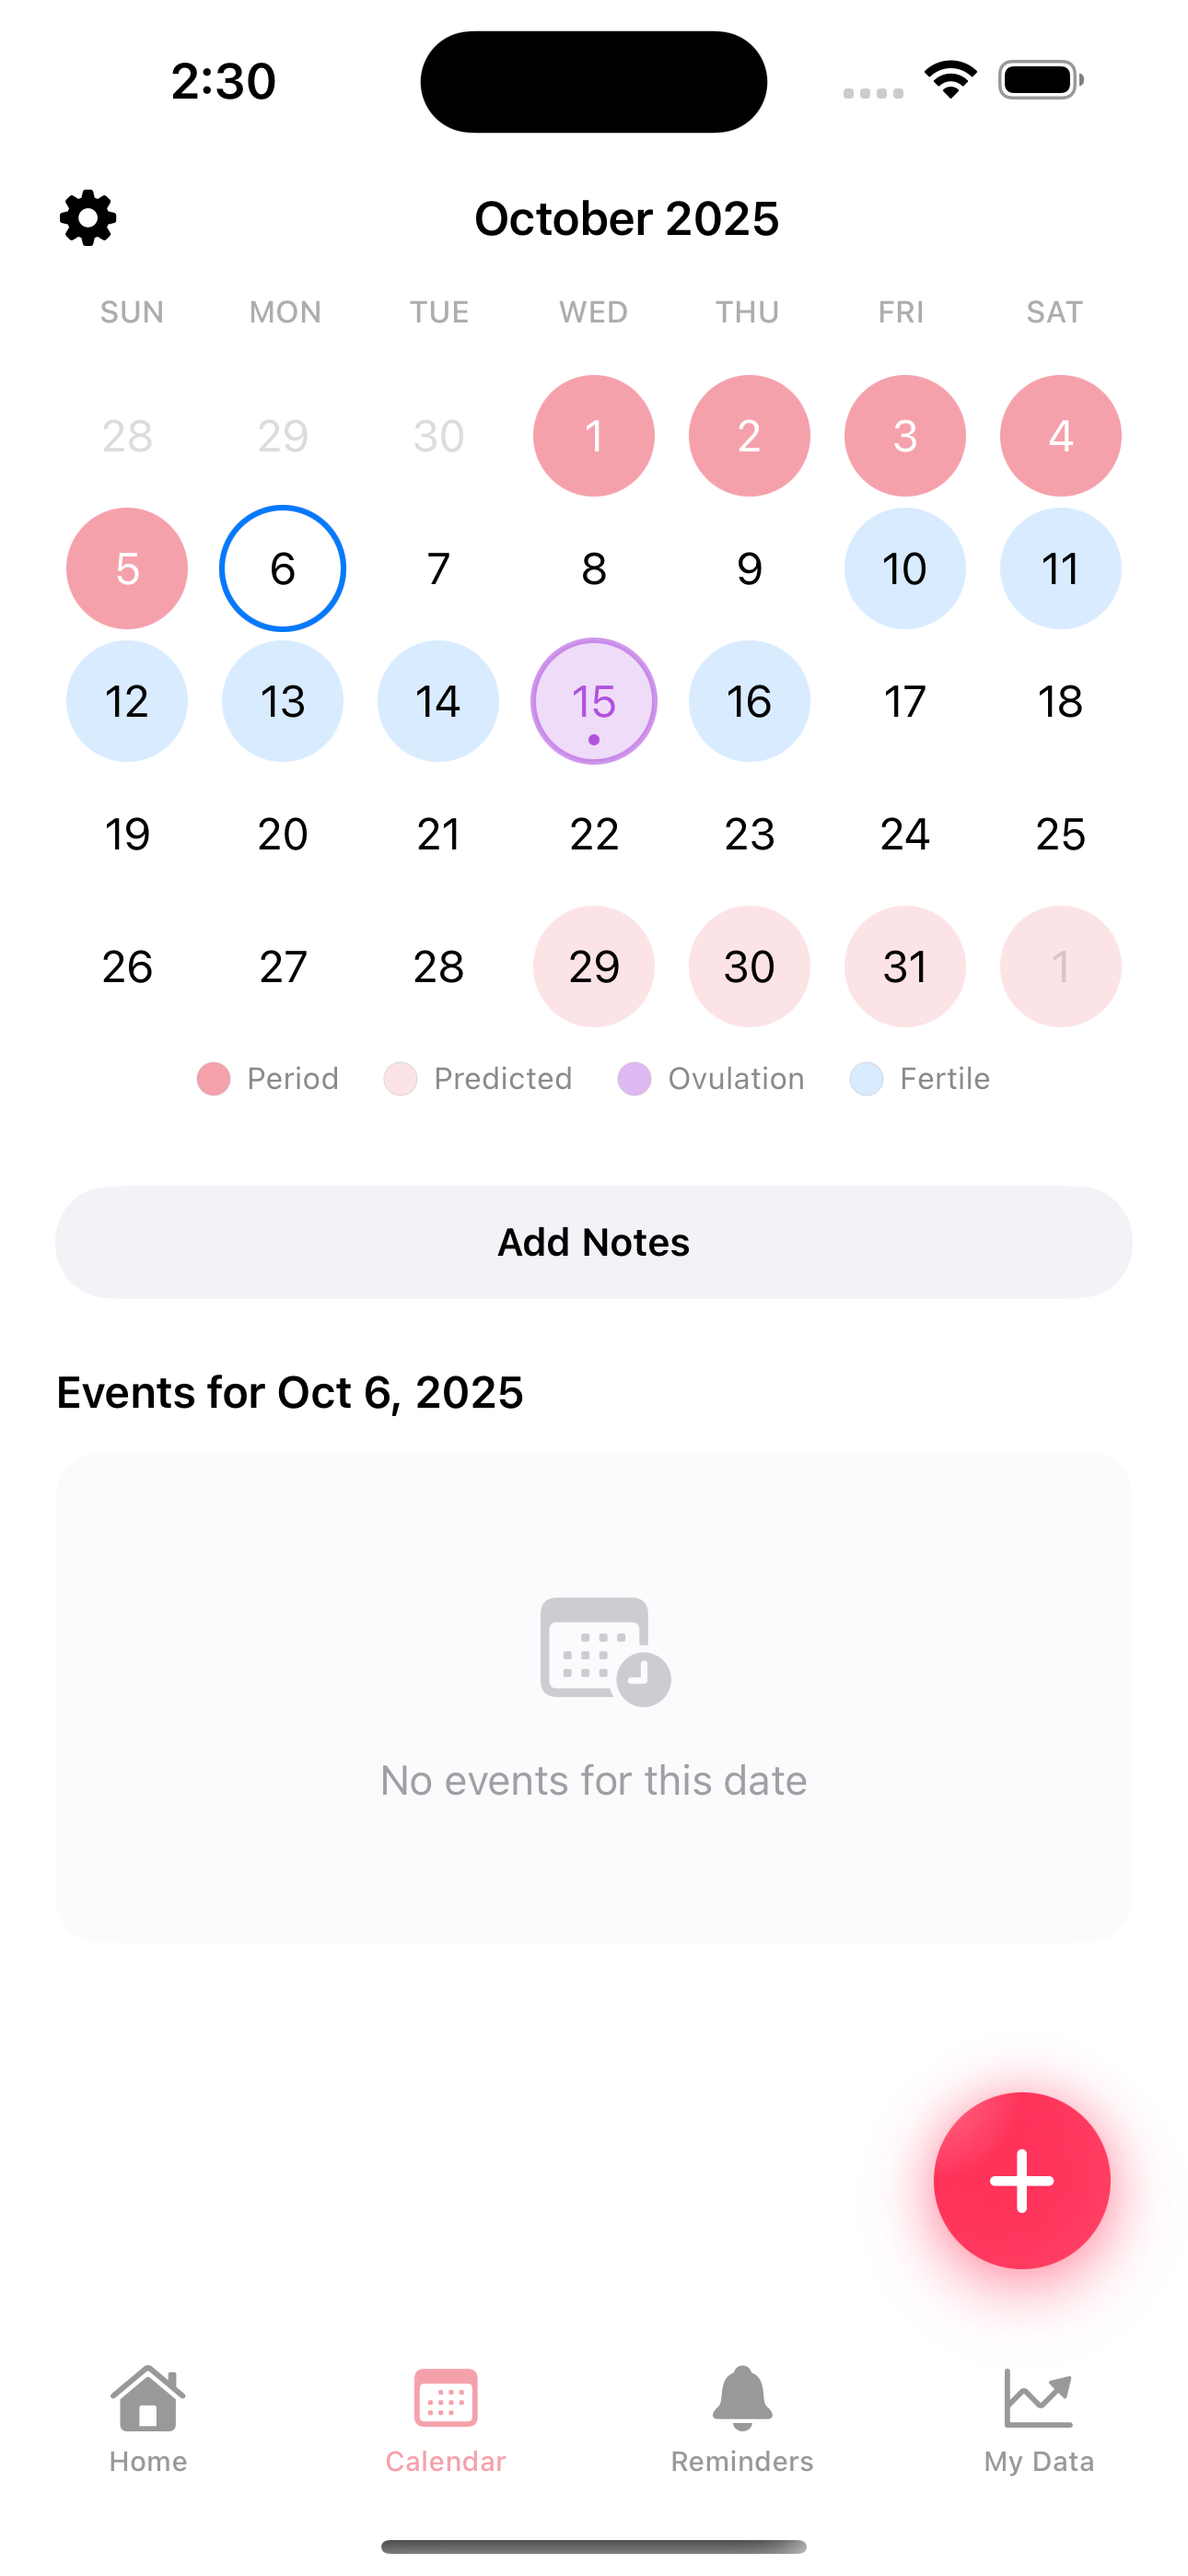 2:30
October 2025
SUN MON TUE WED THU FRI SAT
28 29 30 1 2 3 4
5 6 7 8 9 10 11
12 13 14 15 16 17 18
19 20 21 22 23 24 25
26 27 28 29 30 31 1
Period Predicted Ovulation Fertile
Add Notes
Events for Oct 6, 2025
No events for this date
Home Calendar Reminders My Data